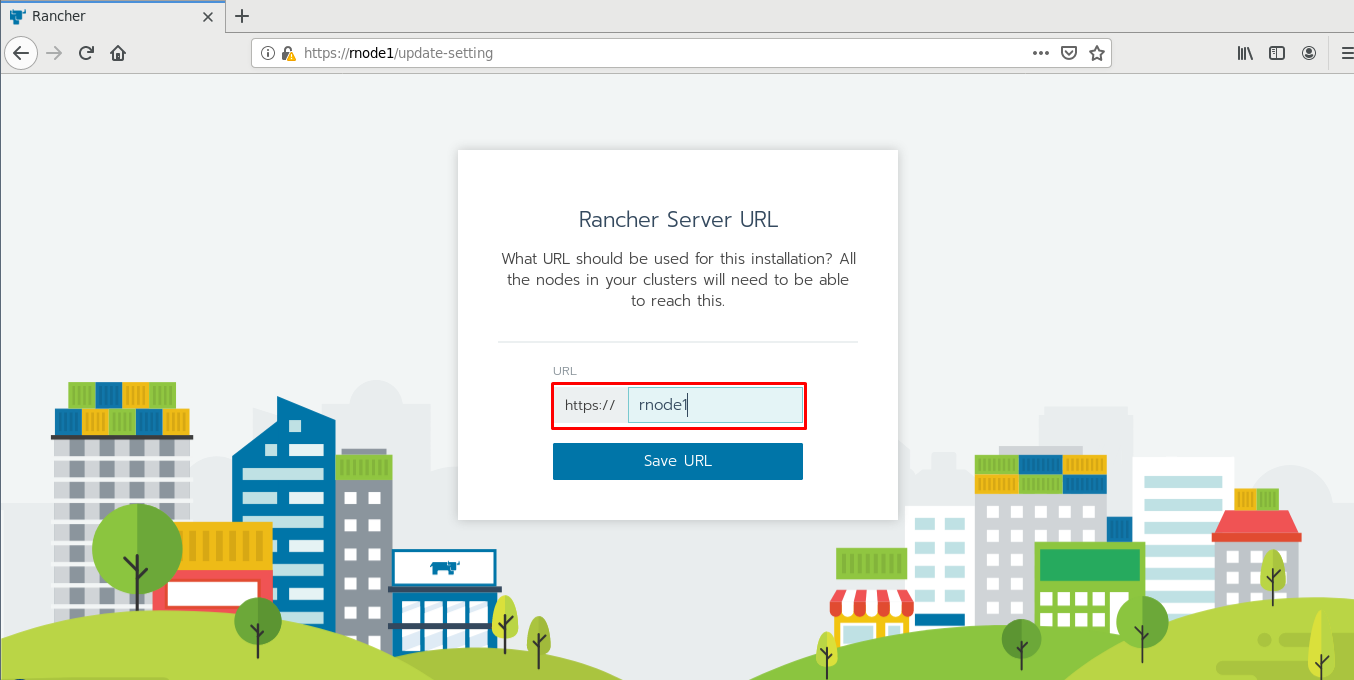 Rancher
https://rnode1/update-setting
Rancher Server URL
What URL should be used for this installation? All
the nodes in your clusters will need to be able
to reach this.
URL
https:// rnode1
Save URL